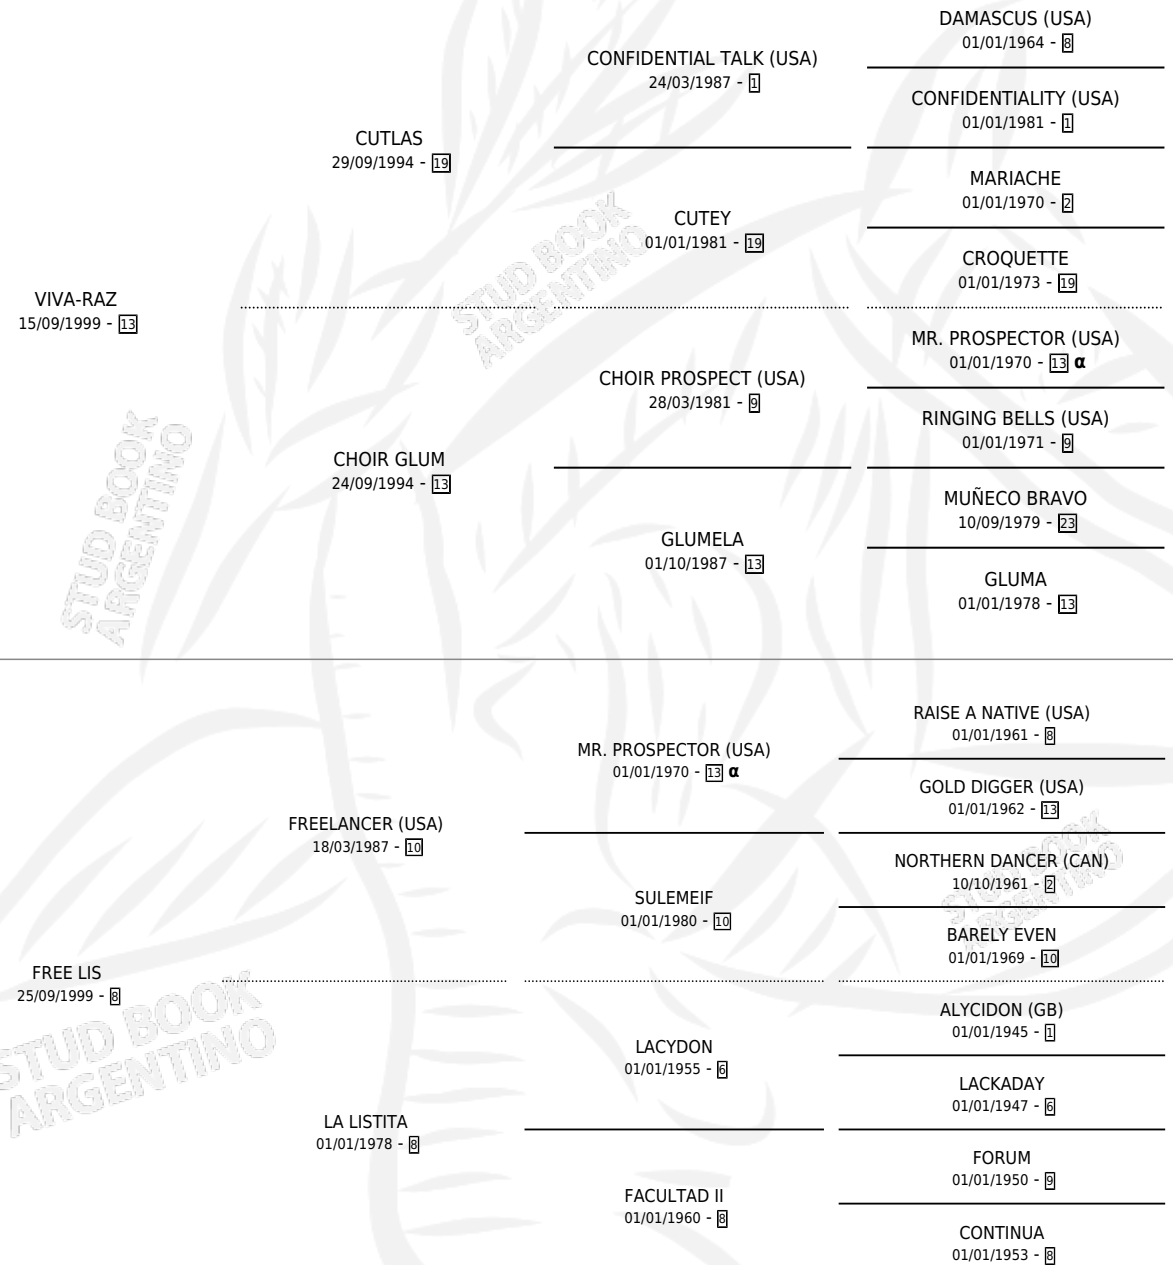 DAMASCUS (USA)
01/01/1964 - 8
CONFIDENTIAL TALK (USA)
24/03/1987 - 1
CONFIDENTIALITY (USA)
01/01/1981 - 1
CUTLAS
29/09/1994 - 19
MARIACHE
01/01/1970 - 2
CUTEY
01/01/1981 - 19
CROQUETTE
01/01/1973 - 19
VIVA-RAZ
15/09/1999 - 13
MR. PROSPECTOR (USA)
01/01/1970 - 13 α
CHOIR PROSPECT (USA)
28/03/1981 - 9
RINGING BELLS (USA)
01/01/1971 - 9
CHOIR GLUM
24/09/1994 - 13
MUÑECO BRAVO
10/09/1979 - 23
GLUMELA
01/10/1987 - 13
GLUMA
01/01/1978 - 13
RAISE A NATIVE (USA)
01/01/1961 - 8
MR. PROSPECTOR (USA)
01/01/1970 - 13 α
GOLD DIGGER (USA)
01/01/1962 - 13
FREELANCER (USA)
18/03/1987 - 10
NORTHERN DANCER (CAN)
10/10/1961 - 2
SULEMEIF
01/01/1980 - 10
BARELY EVEN
01/01/1969 - 10
FREE LIS
25/09/1999 - 8
ALYCIDON (GB)
01/01/1945 - 1
LACYDON
01/01/1955 - 6
LACKADAY
01/01/1947 - 6
LA LISTITA
01/01/1978 - 8
FORUM
01/01/1950 - 9
FACULTAD II
01/01/1960 - 8
CONTINUA
01/01/1953 - 8
STUD BOOK
ARGENTINO
STUD BOOK
ARGENTINO
STUD BOOK
ARGENTINO
STUD BOOK
ARGENTINO